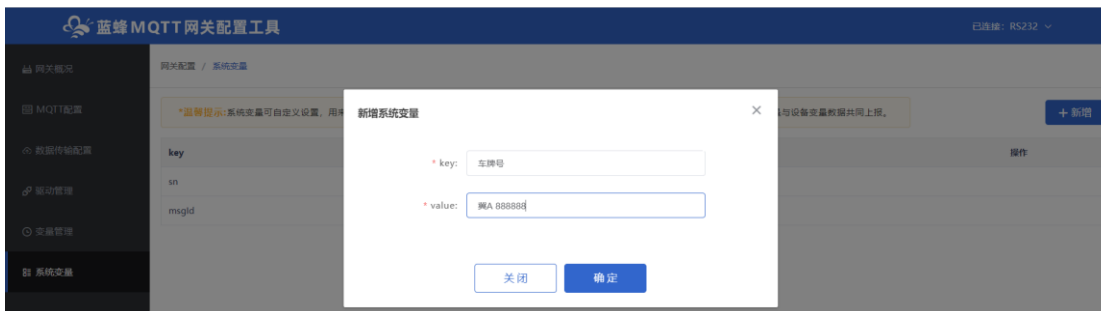 蓝蜂MQTT网关配置工具
已连接：RS232
网关概况
网关配置 / 系统变量
MQTT配置
*温馨提示:系统变量可自定义设置，用来
与设备变量数据共同上报。
+ 新增
新增系统变量
数据传输配置
key
操作
* key: 车牌号
驱动管理
sn
* value: 冀A 888888
msgId
变量管理
系统变量
关闭
确定